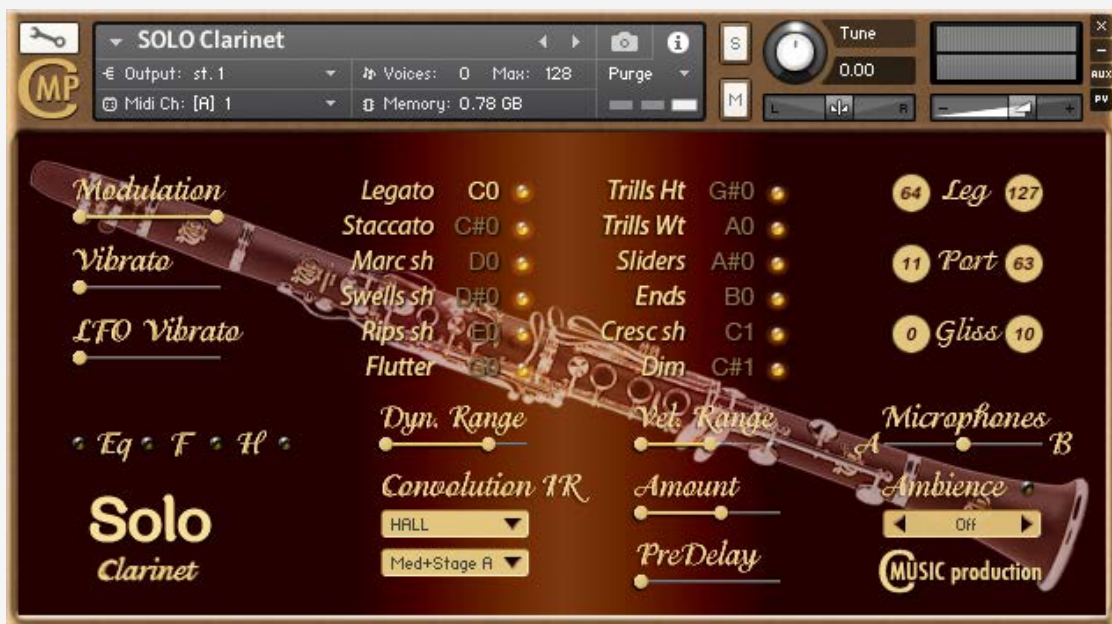 SOLO Clarinet
Output: st. 1
Voices: 0 Max: 128
Purge
Midi Ch: [A] 1
Memory: 0.78 GB
S
M
Tune
0.00
L
R
-
+
×
-
AUX
PV
CMP
Modulation
Vibrato
LFO Vibrato
Legato C0
Staccato C#0
Marc sh D0
Swells sh D#0
Rips sh E0
Flutter
Trills Ht G#0
Trills Wt A0
Sliders A#0
Ends B0
Cresc sh C1
Dim C#1
64 Leg 127
11 Port 63
0 Gliss 10
Eq F H
Dyn. Range
Vel. Range
Microphones
A B
Convolution IR
HALL
Med+Stage A
Amount
PreDelay
Ambience
Off
Solo
Clarinet
MUSIC production